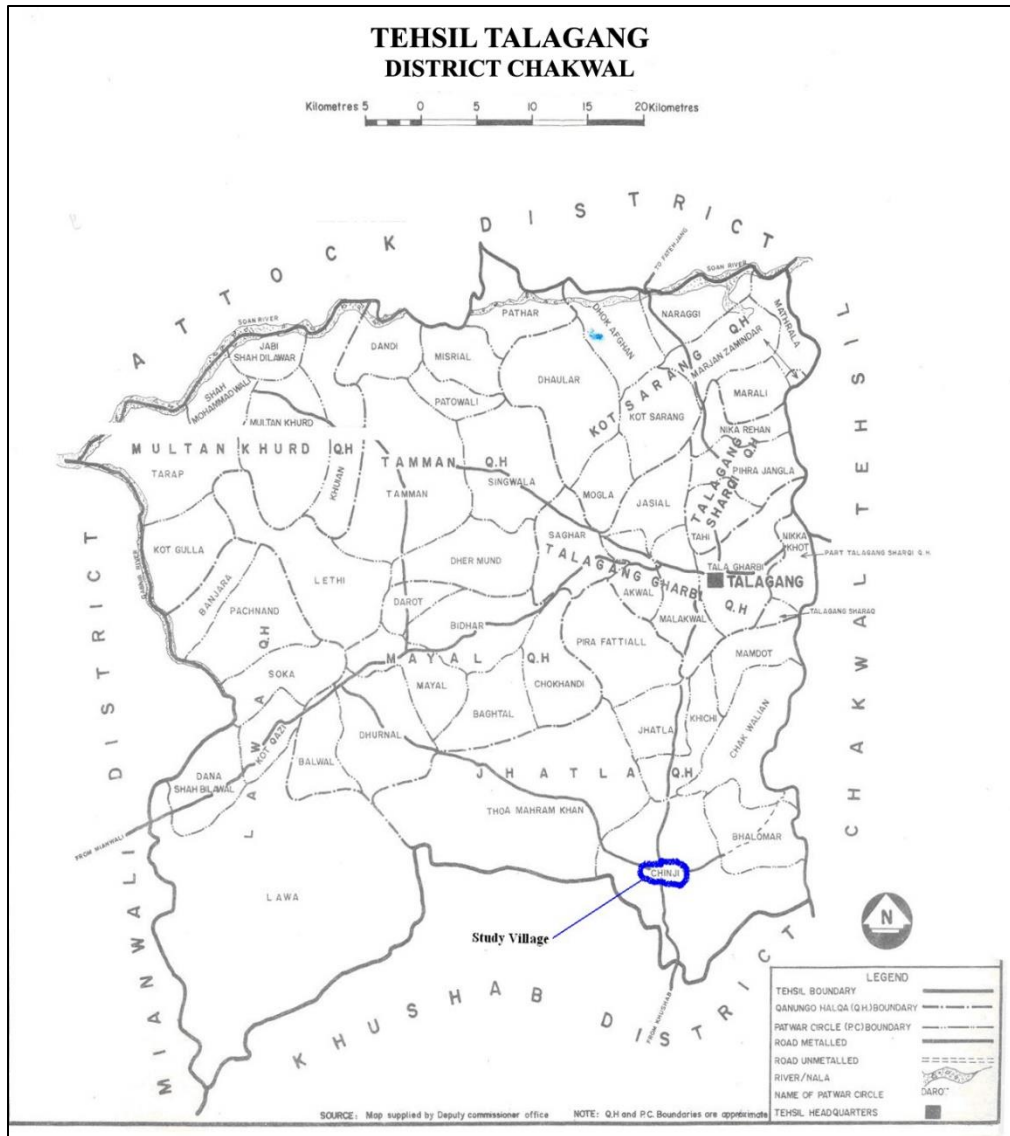 TEHSIL TALAGANG
DISTRICT CHAKWAL
Kilometres 5 0 5 10 15 20 Kilometres
ATTOCK DISTRICT
TO FATEHJANG
SOAN RIVER
SOAN RIVER
PATHAR
DHOK AFGHAN
NARAGGI
MATHRALA
JABI
SHAH DILAWAR
DANDI
MISRIAL
Q.H
MARJAN ZAMINDAR
SHAH
MOHAMMADWALI
DHAULAR
KOT SARANG
MARALI
PATOWALI
MULTAN KHURD
KOT SARANG
NIKA REHAN
MULTAN KHURD Q.H
TARAP
KHUIAN
TAMMAN Q.H
TAMMAN
SINGWALA
MOGLA
JASIAL
TALAGANG
SHARQI Q.H
PIHRA JANGLA
KOT GULLA
SAGHAR
TAHI
NIKKA
KHOT
PART TALAGANG SHARQI Q.H.
BANJARA
LETHI
DHER MUND
TALAGANG GHARBI Q.H
TALA GHARBI
TALAGANG
PACHNAND
DAROT
AKWAL
MALAKWAL
TALAGANG SHARAQ
BIDHAR
Q.H
PIRA FATTIALL
MAMDOT
SOKA
MAYAL Q.H
MAYAL
CHOKHANDI
BAGHTAL
KHICHI
CHAK WALIAN
KOT QAZI
DHURNAL
JHATLA
BALWAL
DANA
SHAH BILAWAL
JHATLA Q.H
THOA MAHRAM KHAN
BHALOMAR
LAWA
CHINJI
LAWA
Study Village
N
MIANWALI DISTRICT
CHAKWAL TEHSIL
KHUSHAB DISTRICT
FROM KHUSHAB
LEGEND
TEHSIL BOUNDARY
QANUNGO HALQA (Q.H.) BOUNDARY
PATWAR CIRCLE (P.C) BOUNDARY
ROAD METALLED
ROAD UNMETALLED
RIVER/NALA
NAME OF PATWAR CIRCLE DARO
TEHSIL HEADQUARTERS
SOURCE: Map supplied by Deputy commissioner office NOTE: Q.H and P.C. Boundaries are approximate